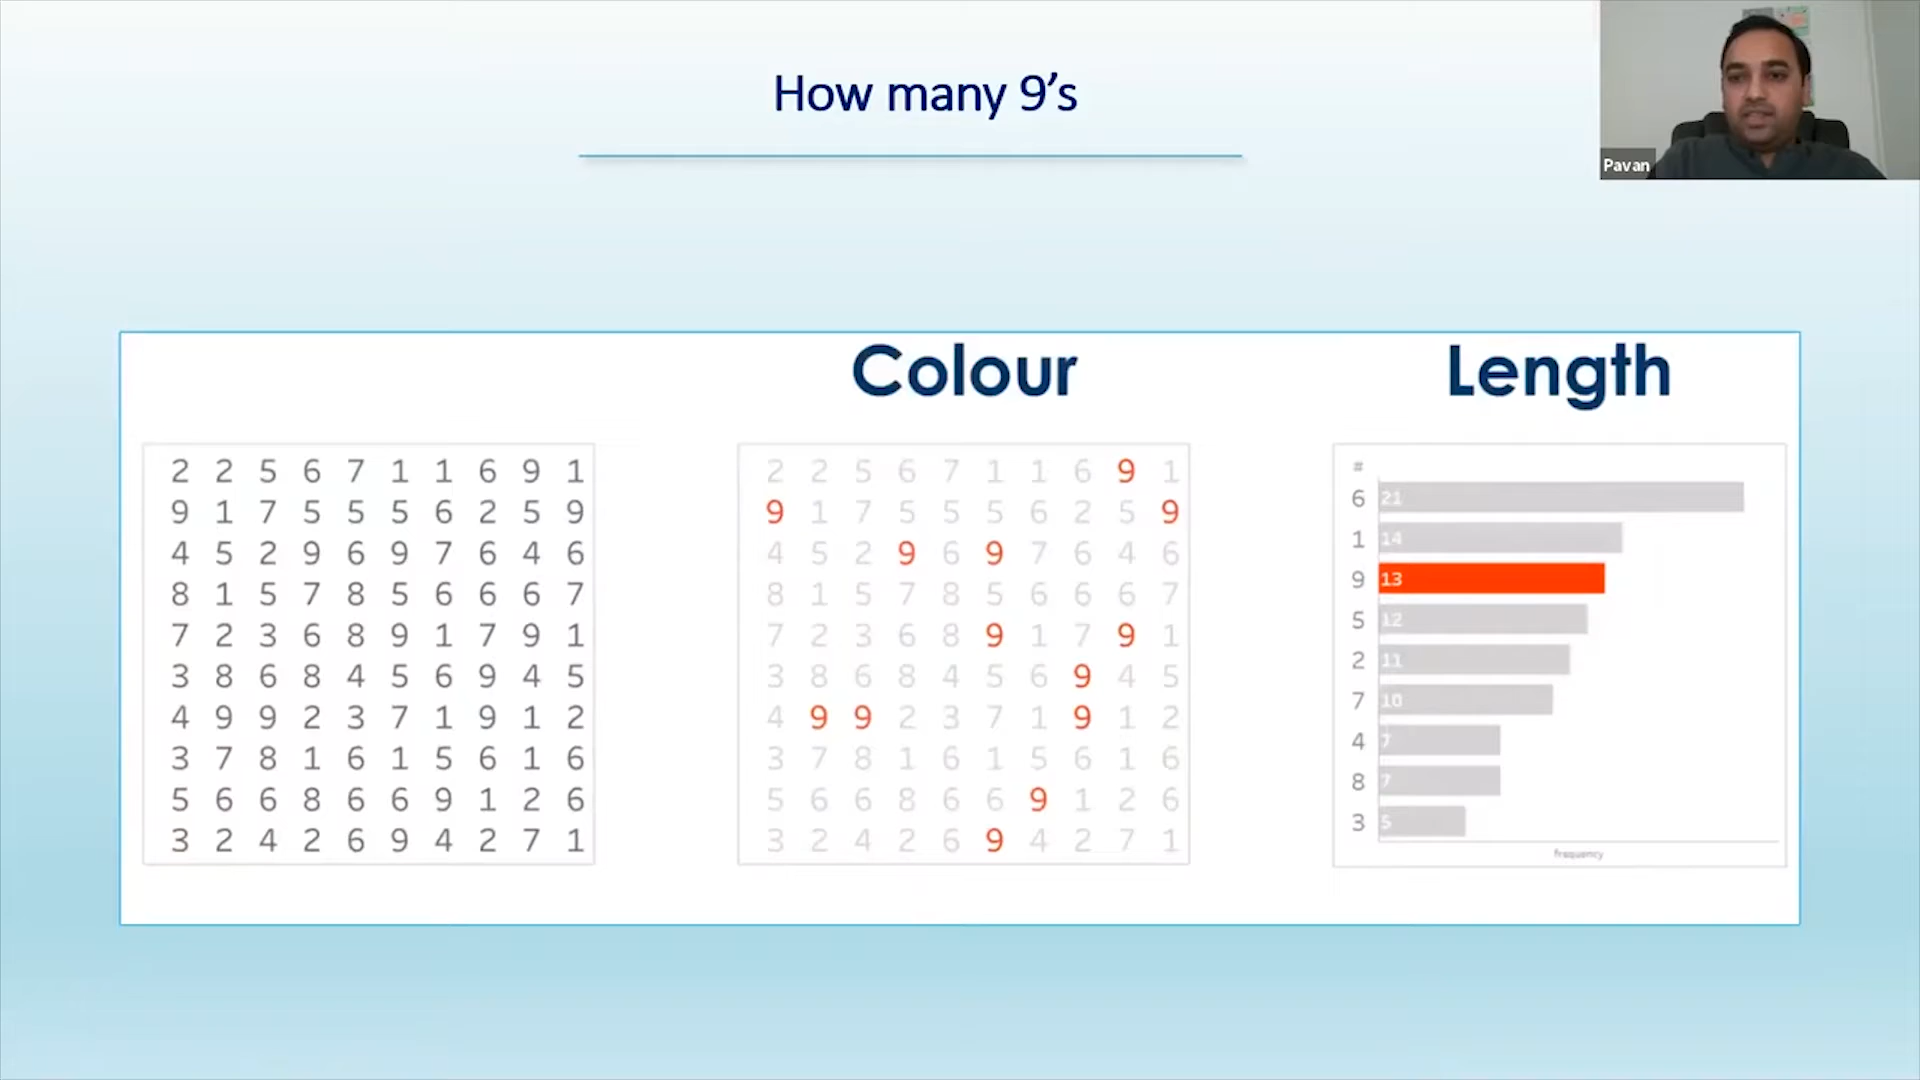 How many 9's
Pavan
Colour
Length
2 2 5 6 7 1 1 6 9 1
9 1 7 5 5 5 6 2 5 9
4 5 2 9 6 9 7 6 4 6
8 1 5 7 8 5 6 6 6 7
7 2 3 6 8 9 1 7 9 1
3 8 6 8 4 5 6 9 4 5
4 9 9 2 3 7 1 9 1 2
3 7 8 1 6 1 5 6 1 6
5 6 6 8 6 6 9 1 2 6
3 2 4 2 6 9 4 2 7 1
2 2 5 6 7 1 1 6 9 1
9 1 7 5 5 5 6 2 5 9
4 5 2 9 6 9 7 6 4 6
8 1 5 7 8 5 6 6 6 7
7 2 3 6 8 9 1 7 9 1
3 8 6 8 4 5 6 9 4 5
4 9 9 2 3 7 1 9 1 2
3 7 8 1 6 1 5 6 1 6
5 6 6 8 6 6 9 1 2 6
3 2 4 2 6 9 4 2 7 1
#
6 21
1 14
9 13
5 12
2 11
7 10
4 7
8 7
3 5
frequency